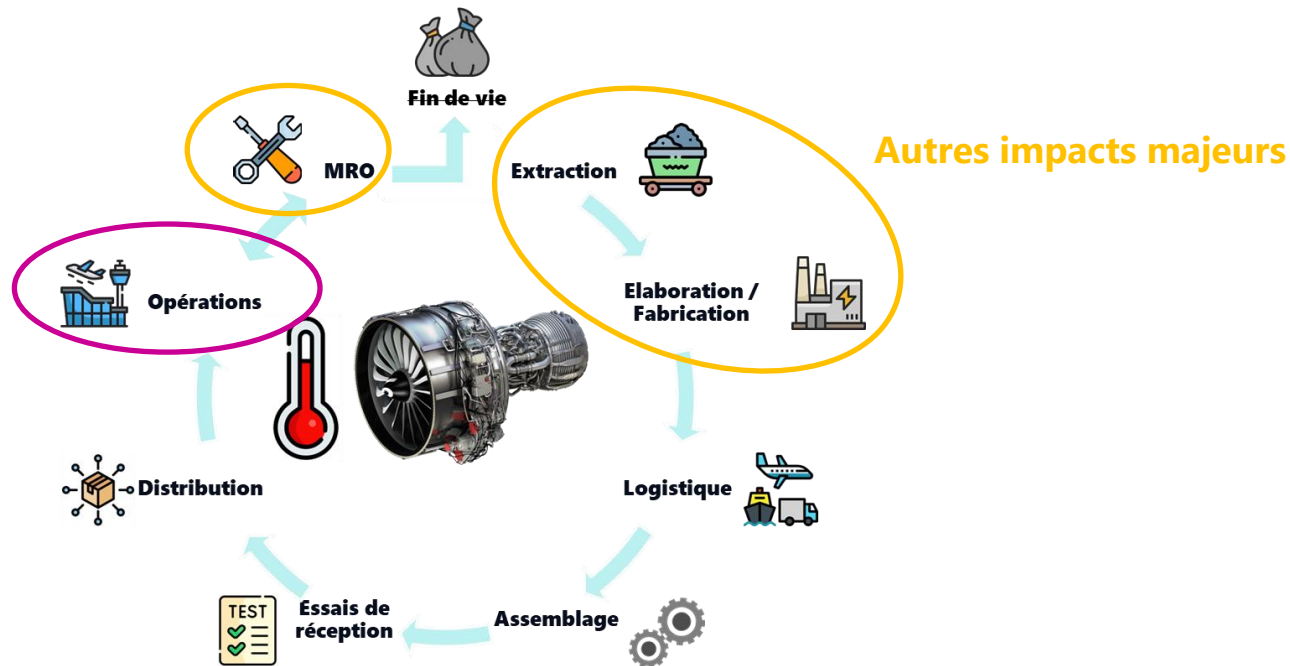 Fin de vie
MRO
Extraction
Autres impacts majeurs
Opérations
Elaboration /
Fabrication
Distribution
Logistique
TEST
Essais de
réception
Assemblage